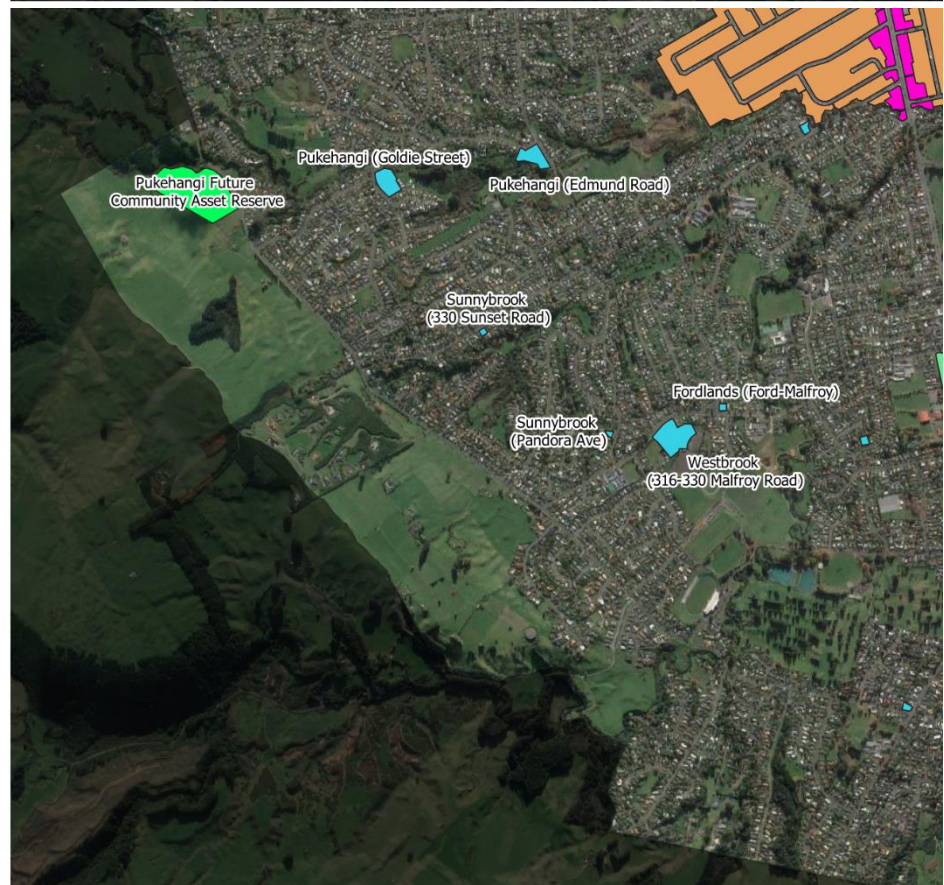 Pukehangi (Goldie Street)
Pukehangi Future
Community Asset Reserve
Pukehangi (Edmund Road)
Sunnybrook
(330 Sunset Road)
Fordlands (Ford-Malfroy)
Sunnybrook
(Pandora Ave)
Westbrook
(316-330 Malfroy Road)